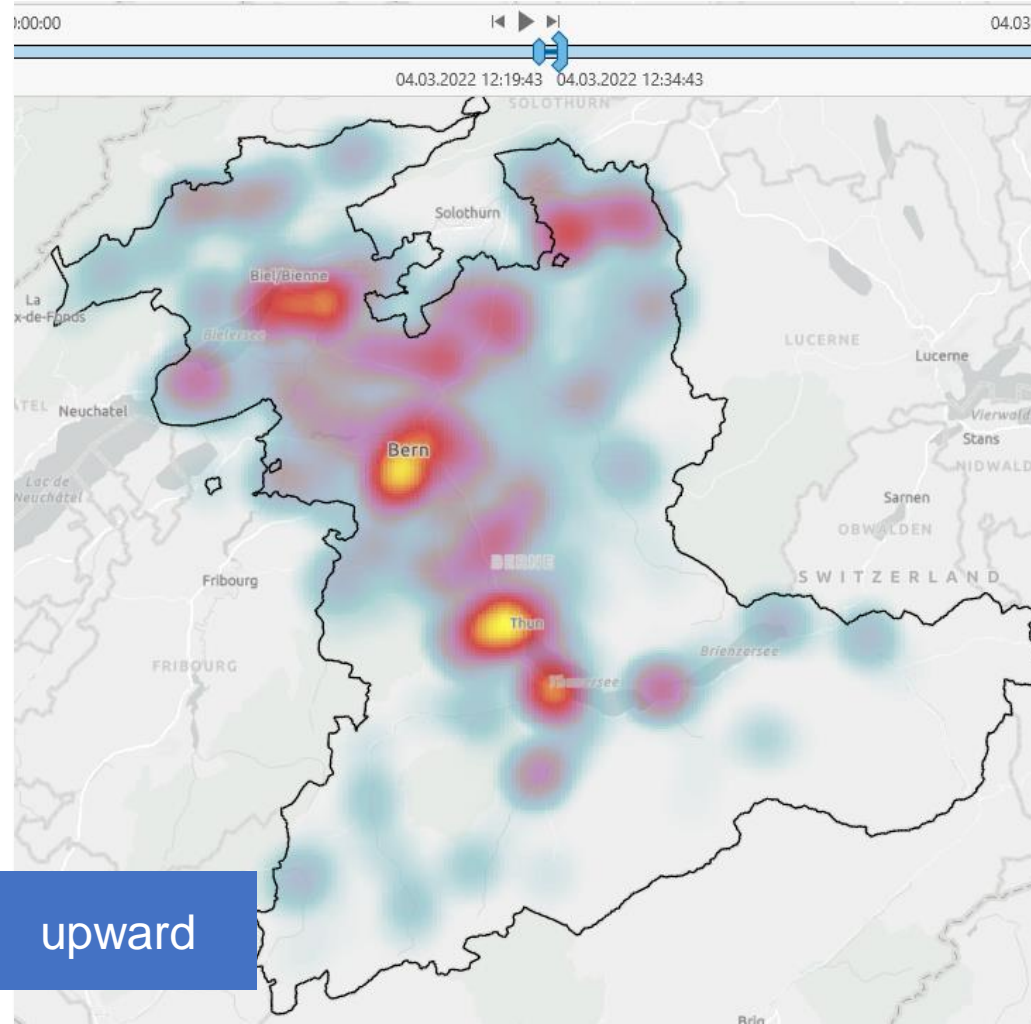 0:00:00
04.03
04.03.2022 12:19:43 04.03.2022 12:34:43
SOLOTHURN
Solothurn
Biel/Bienne
La
x-de-Fonds
Bielersee
LUCERNE
Lucerne
Neuchatel
Vierwald
Bern
Stans
Lac de
Neuchâtel
NIDWALD
Sarnen
OBWALDEN
BERNE
SWITZERLAND
Fribourg
Thun
Brienzersee
FRIBOURG
Thunersee
upward
Brig